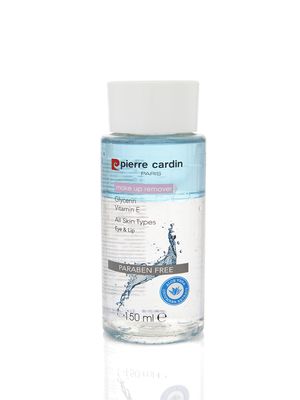 pierre cardin
PARIS
make up remover
Glycerin
Vitamin E
All Skin Types
Eye & Lip
PARABEN FREE
150 ml e